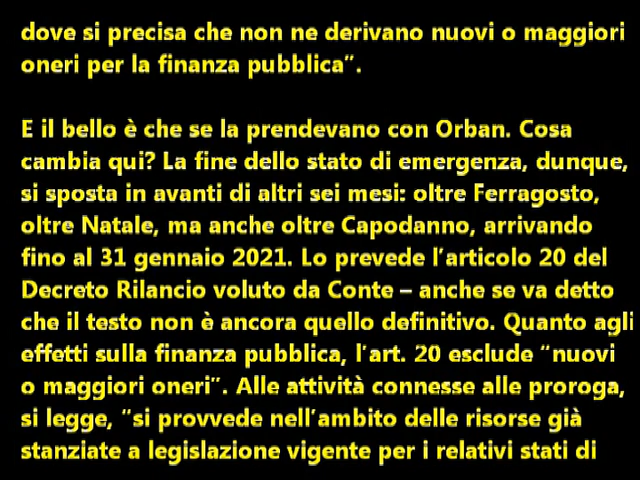 dove si precisa che non ne derivano nuovi o maggiori
oneri per la finanza pubblica”.
E il bello è che se la prendevano con Orban. Cosa
cambia qui? La fine dello stato di emergenza, dunque,
si sposta in avanti di altri sei mesi: oltre Ferragosto,
oltre Natale, ma anche oltre Capodanno, arrivando
fino al 31 gennaio 2021. Lo prevede l’articolo 20 del
Decreto Rilancio voluto da Conte – anche se va detto
che il testo non è ancora quello definitivo. Quanto agli
effetti sulla finanza pubblica, l’art. 20 esclude “nuovi
o maggiori oneri”. Alle attività connesse alle proroga,
si legge, “si provvede nell’ambito delle risorse già
stanziate a legislazione vigente per i relativi stati di